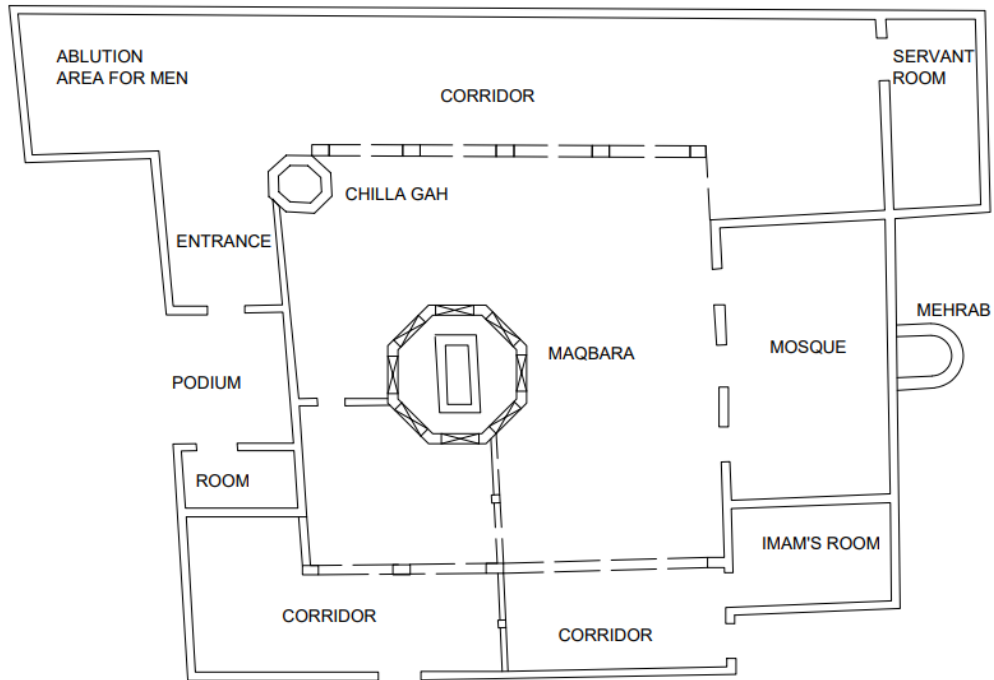 ABLUTION
AREA FOR MEN
SERVANT
ROOM
CORRIDOR
CHILLA GAH
ENTRANCE
MEHRAB
MAQBARA
MOSQUE
PODIUM
ROOM
IMAM'S ROOM
CORRIDOR
CORRIDOR